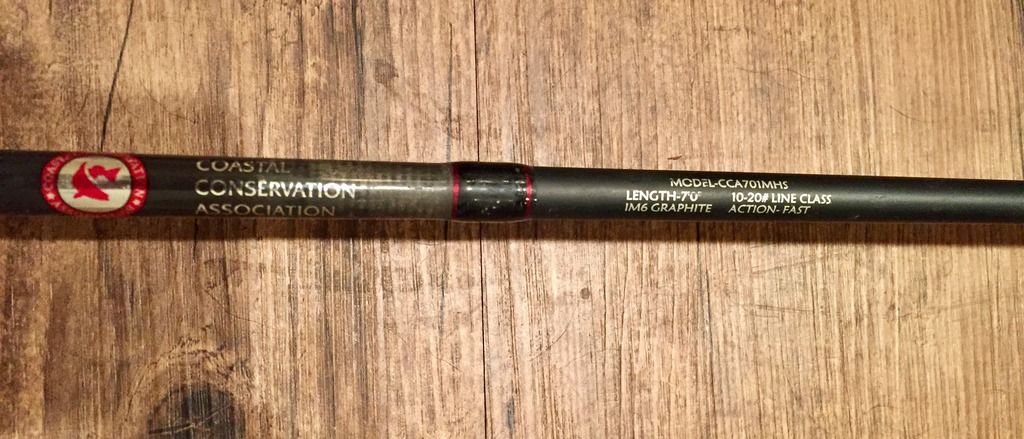 COASTAL
CONSERVATION
ASSOCIATION
MODEL-CCA701MHS
LENGTH-7'0" 10-20# LINE CLASS
IM6 GRAPHITE ACTION- FAST